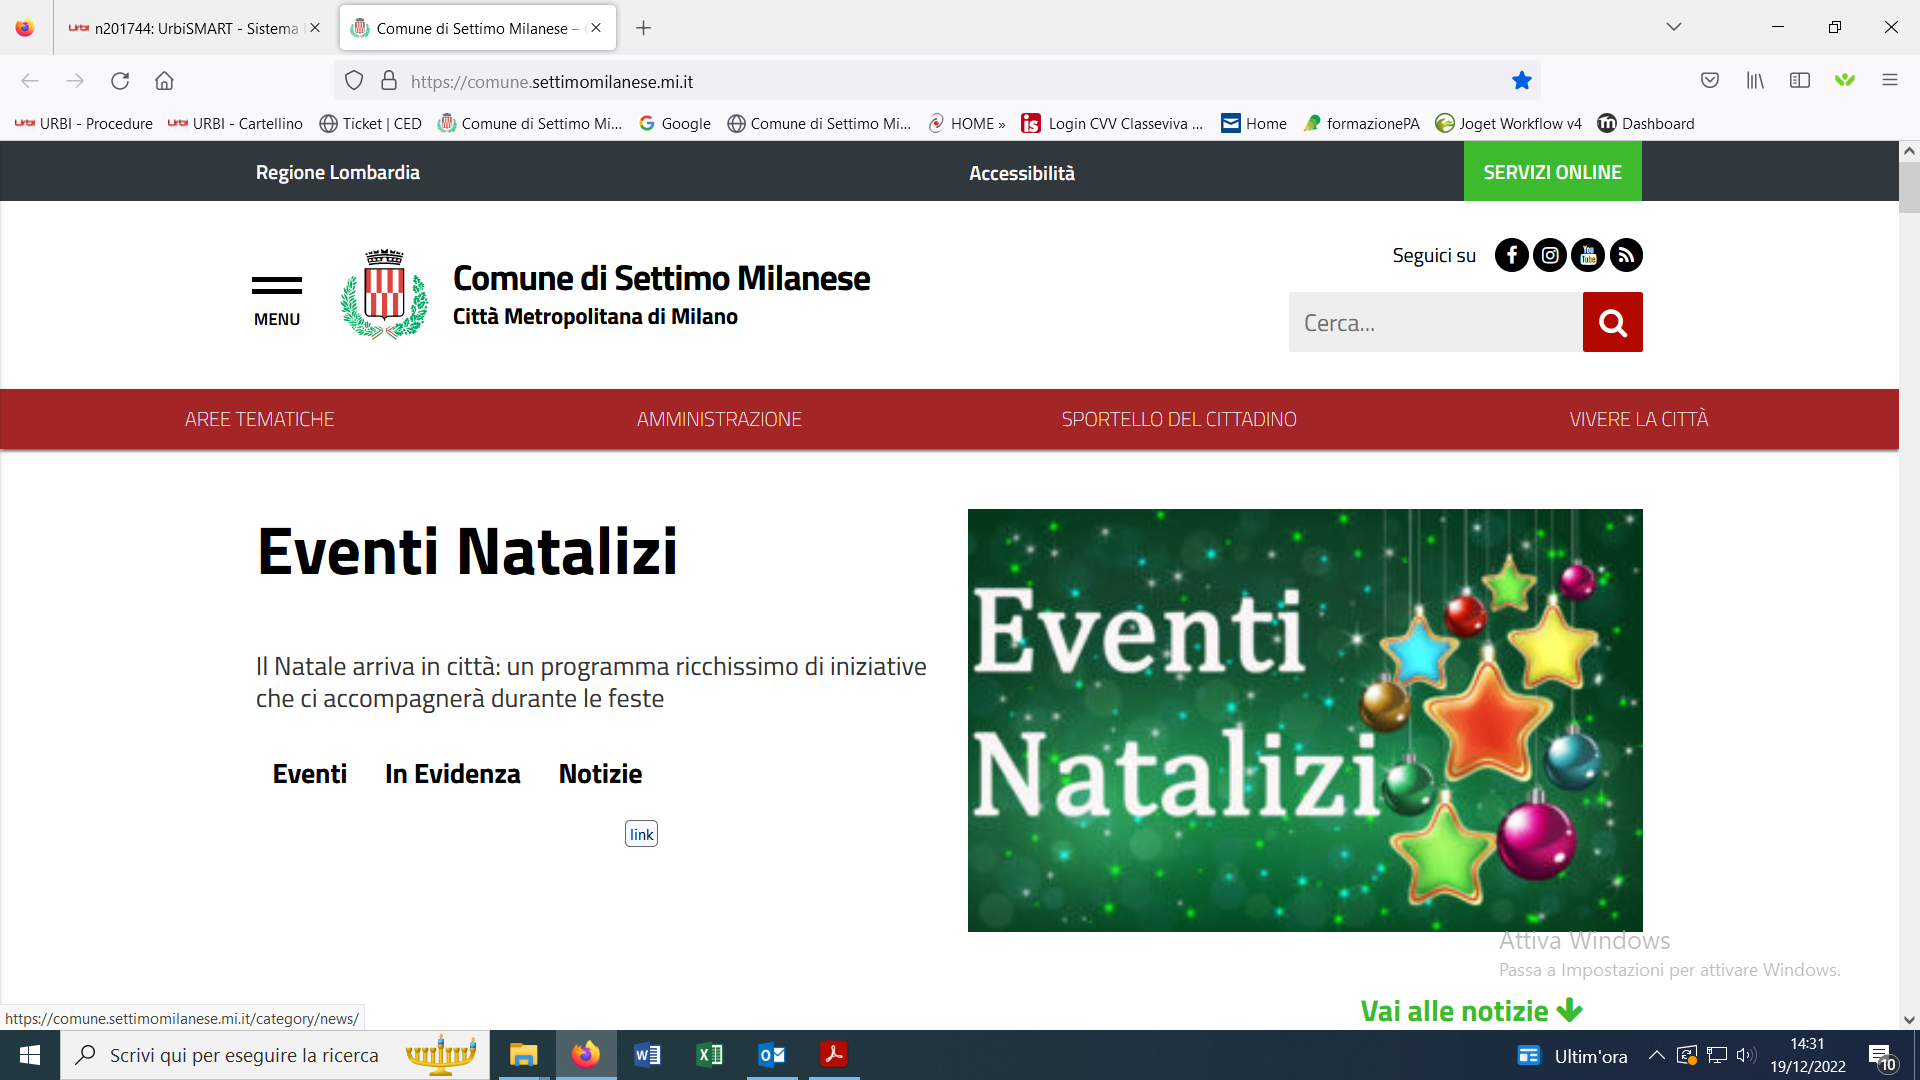 n201744: UrbiSMART - Sistema
Comune di Settimo Milanese –
https://comune.settimomilanese.mi.it
URBI - Procedure
URBI - Cartellino
Ticket | CED
Comune di Settimo Mi...
Google
Comune di Settimo Mi...
HOME »
Login CVV Classeviva ...
Home
formazionePA
Joget Workflow v4
Dashboard
Regione Lombardia
Accessibilità
SERVIZI ONLINE
Seguici su
MENU
Comune di Settimo Milanese
Città Metropolitana di Milano
Cerca...
AREE TEMATICHE
AMMINISTRAZIONE
SPORTELLO DEL CITTADINO
VIVERE LA CITTÀ
Eventi Natalizi
Il Natale arriva in città: un programma ricchissimo di iniziative
che ci accompagnerà durante le feste
Eventi
In Evidenza
Notizie
link
Eventi
Natalizi
Attiva Windows
Passa a Impostazioni per attivare Windows.
Vai alle notizie
https://comune.settimomilanese.mi.it/category/news/
Scrivi qui per eseguire la ricerca
Ultim'ora
14:31
19/12/2022
10